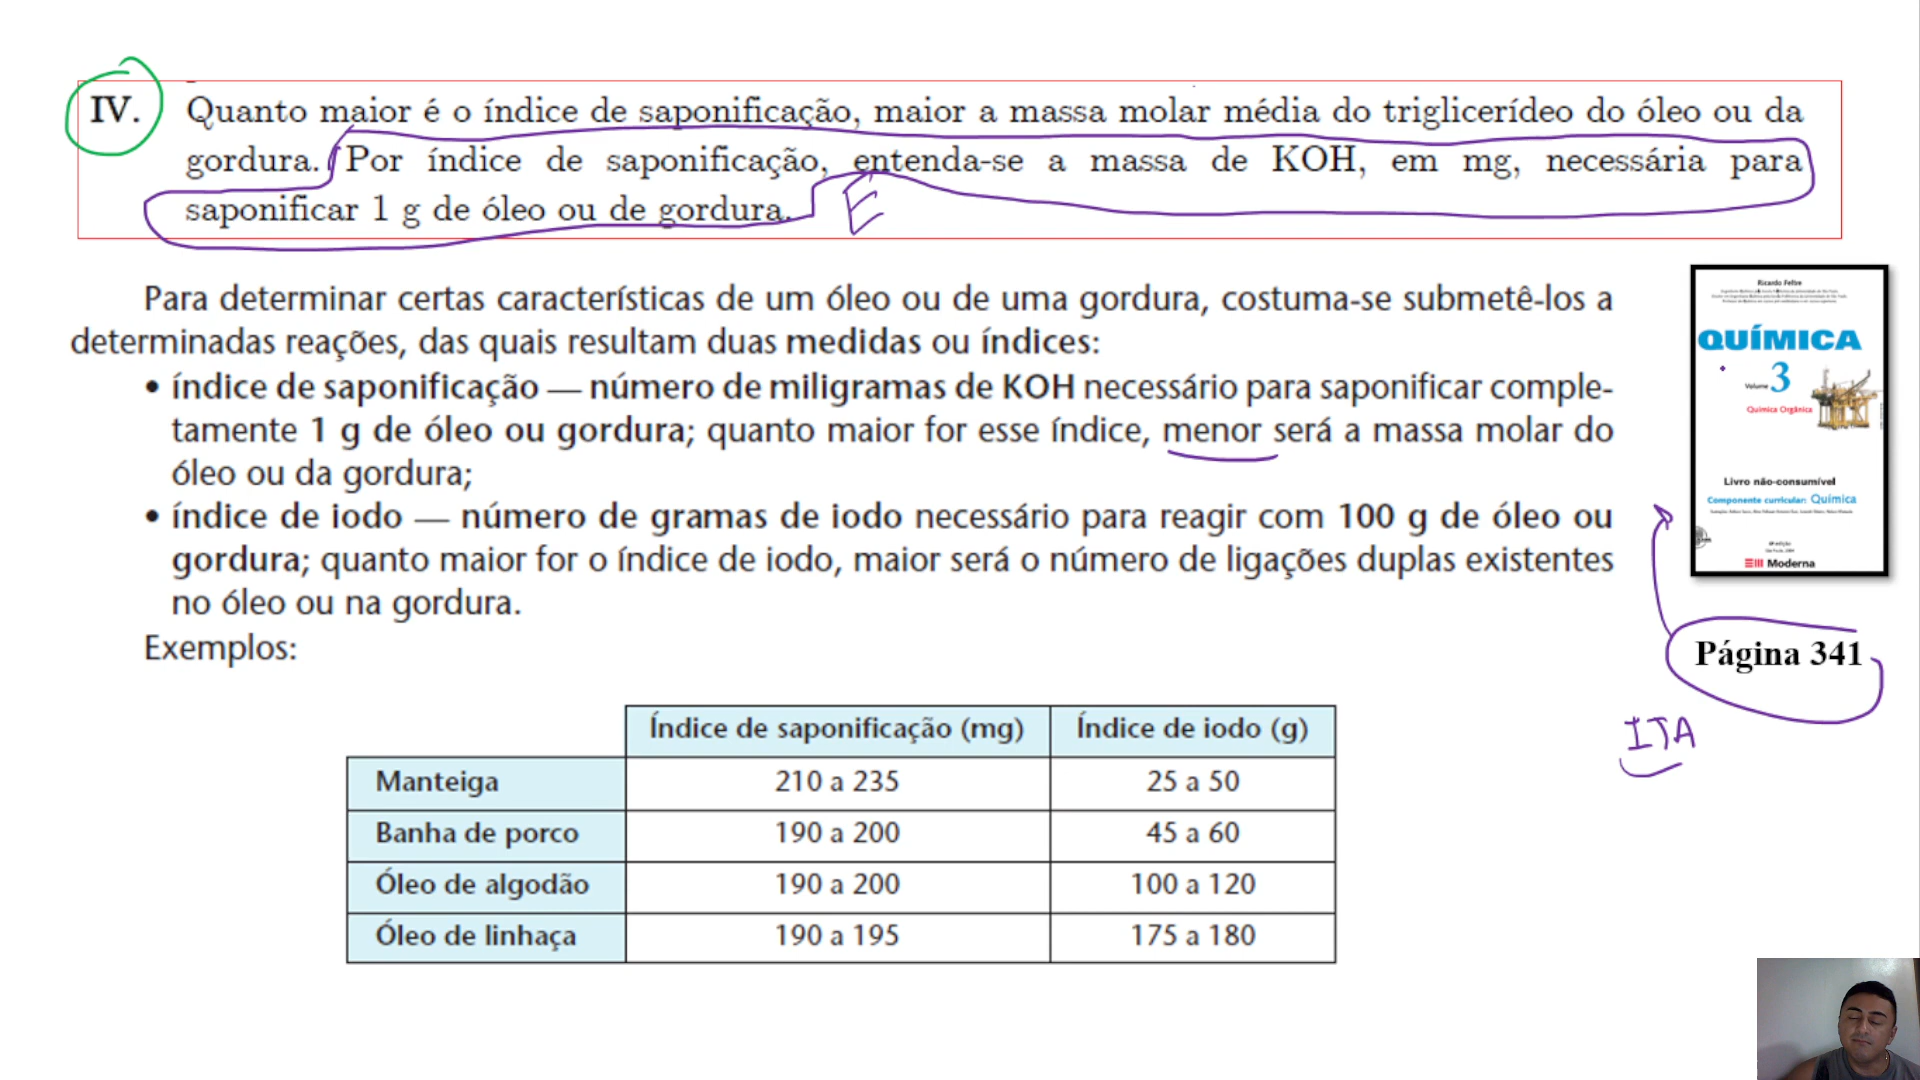 IV. Quanto maior é o índice de saponificação, maior a massa molar média do triglicerídeo do óleo ou da
gordura. Por índice de saponificação, entenda-se a massa de KOH, em mg, necessária para
saponificar 1 g de óleo ou de gordura. E
Para determinar certas características de um óleo ou de uma gordura, costuma-se submetê-los a
determinadas reações, das quais resultam duas medidas ou índices:
• índice de saponificação — número de miligramas de KOH necessário para saponificar comple-
tamente 1 g de óleo ou gordura; quanto maior for esse índice, menor será a massa molar do
óleo ou da gordura;
• índice de iodo — número de gramas de iodo necessário para reagir com 100 g de óleo ou
gordura; quanto maior for o índice de iodo, maior será o número de ligações duplas existentes
no óleo ou na gordura.
Exemplos:
Índice de saponificação (mg) Índice de iodo (g)
Manteiga 210 a 235 25 a 50
Banha de porco 190 a 200 45 a 60
Óleo de algodão 190 a 200 100 a 120
Óleo de linhaça 190 a 195 175 a 180
Ricardo Feltre
QUÍMICA
Volume 3
Química Orgânica
Livro não-consumível
Componente curricular: Química
Moderna
Página 341
ITA